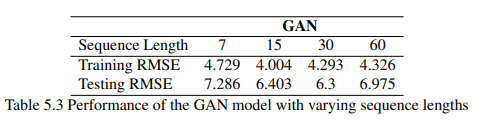 GAN
Sequence Length 7 15 30 60
Training RMSE 4.729 4.004 4.293 4.326
Testing RMSE 7.286 6.403 6.3 6.975
Table 5.3 Performance of the GAN model with varying sequence lengths